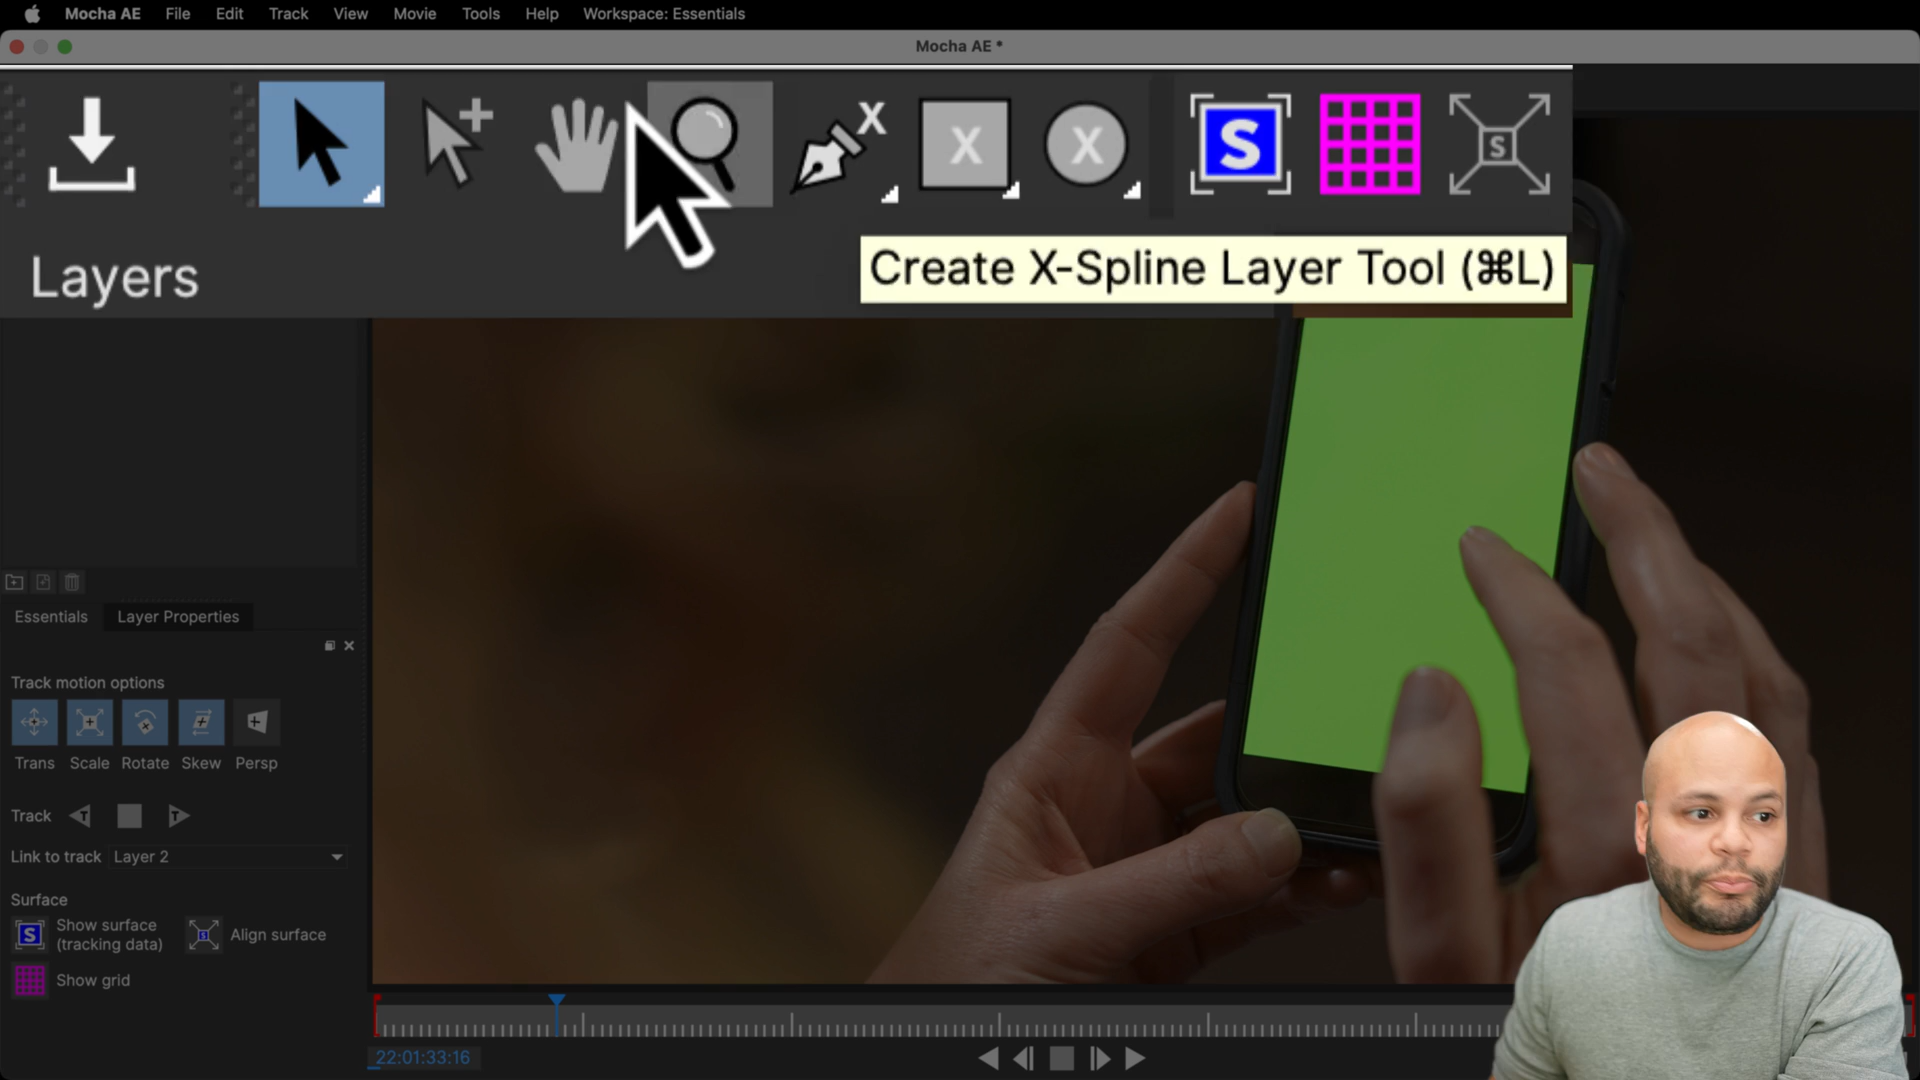 Mocha AE File Edit Track View Movie Tools Help Workspace: Essentials
Mocha AE *
X X X S S
Create X-Spline Layer Tool (⌘L)
Layers
Essentials Layer Properties
Track motion options
Trans Scale Rotate Skew Persp
Track T T
Link to track Layer 2
Surface
S Show surface
(tracking data)
S Align surface
Show grid
22:01:33:16